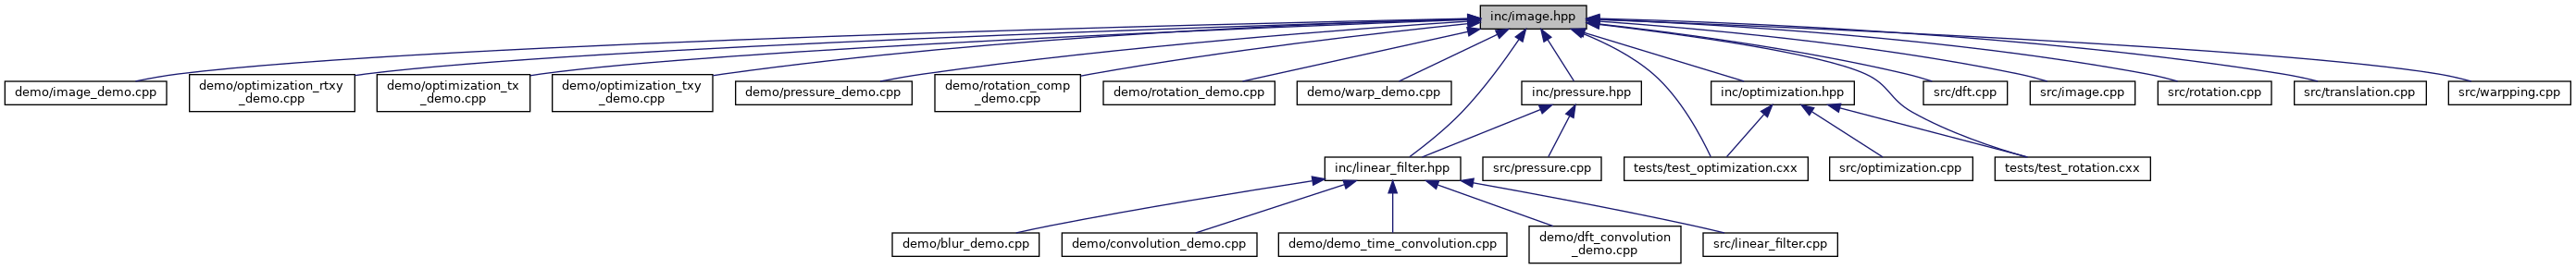 inc/image.hpp
demo/image_demo.cpp
demo/optimization_rtxy
_demo.cpp
demo/optimization_tx
_demo.cpp
demo/optimization_txy
_demo.cpp
demo/pressure_demo.cpp
demo/rotation_comp
_demo.cpp
demo/rotation_demo.cpp
demo/warp_demo.cpp
inc/pressure.hpp
inc/optimization.hpp
src/dft.cpp
src/image.cpp
src/rotation.cpp
src/translation.cpp
src/warpping.cpp
inc/linear_filter.hpp
src/pressure.cpp
tests/test_optimization.cxx
src/optimization.cpp
tests/test_rotation.cxx
demo/blur_demo.cpp
demo/convolution_demo.cpp
demo/demo_time_convolution.cpp
demo/dft_convolution
_demo.cpp
src/linear_filter.cpp